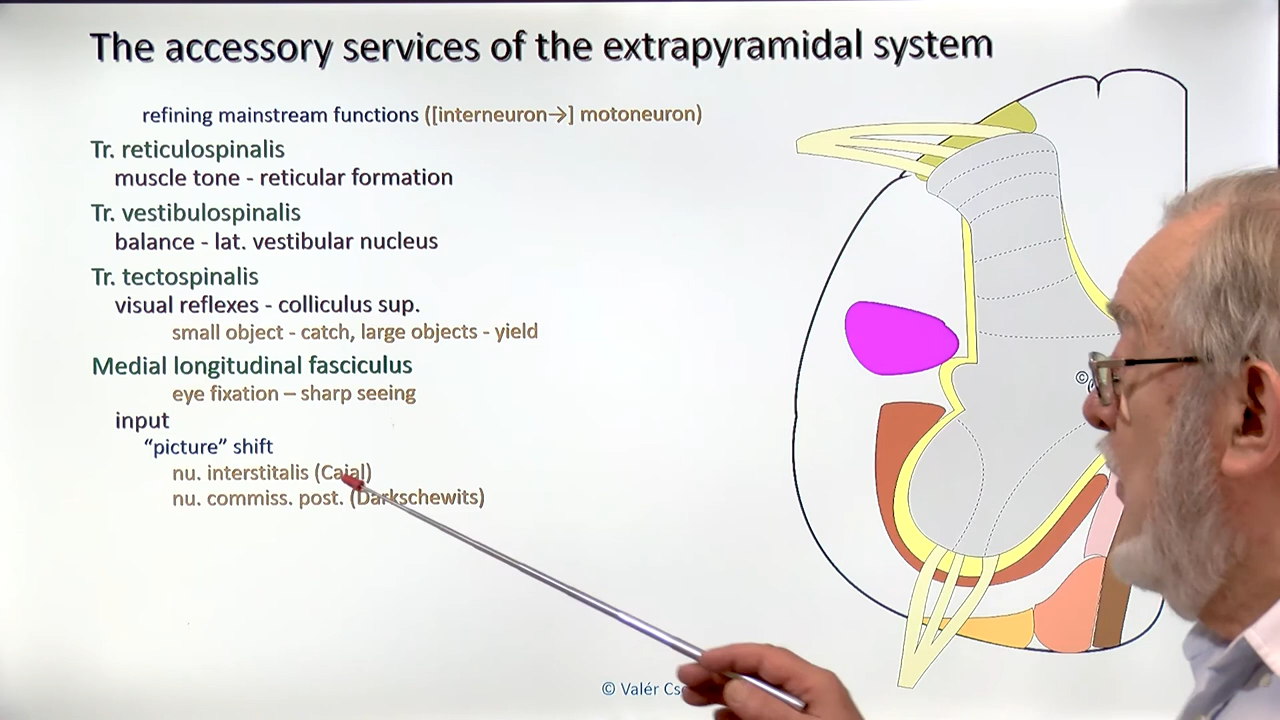 The accessory services of the extrapyramidal system
refining mainstream functions ([interneuron→] motoneuron)
Tr. reticulospinalis
muscle tone - reticular formation
Tr. vestibulospinalis
balance - lat. vestibular nucleus
Tr. tectospinalis
visual reflexes - colliculus sup.
small object - catch, large objects - yield
Medial longitudinal fasciculus
eye fixation – sharp seeing
input
“picture” shift
nu. interstitalis (Cajal)
nu. commiss. post. (Darkschewits)
©
© Valér